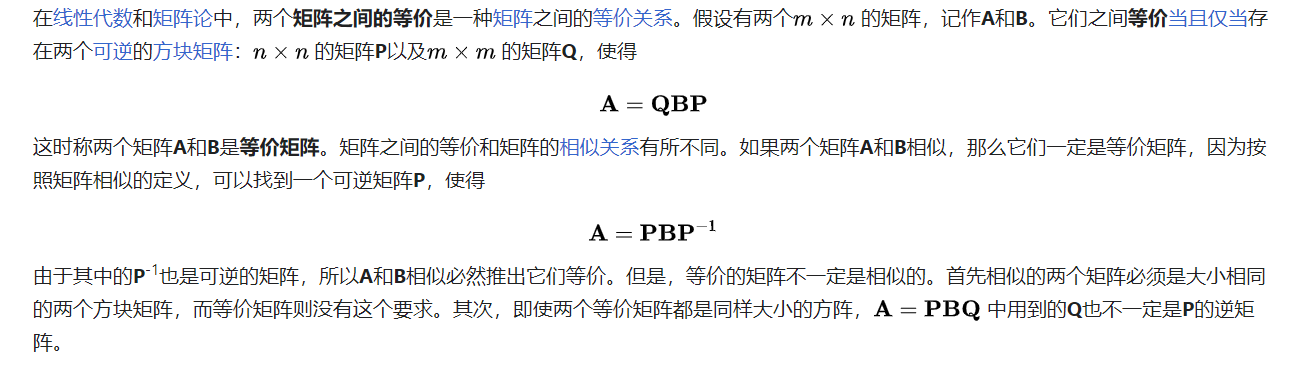 在线性代数和矩阵论中，两个矩阵之间的等价是一种矩阵之间的等价关系。假设有两个m × n 的矩阵，记作A和B。它们之间等价当且仅当存
在两个可逆的方块矩阵：n × n 的矩阵P以及m × m 的矩阵Q，使得
A = QBP
这时称两个矩阵A和B是等价矩阵。矩阵之间的等价和矩阵的相似关系有所不同。如果两个矩阵A和B相似，那么它们一定是等价矩阵，因为按
照矩阵相似的定义，可以找到一个可逆矩阵P，使得
A = PBP⁻¹
由于其中的P⁻¹也是可逆的矩阵，所以A和B相似必然推出它们等价。但是，等价的矩阵不一定是相似的。首先相似的两个矩阵必须是大小相同
的两个方块矩阵，而等价矩阵则没有这个要求。其次，即使两个等价矩阵都是同样大小的方阵，A = PBQ 中用到的Q也不一定是P的逆矩
阵。